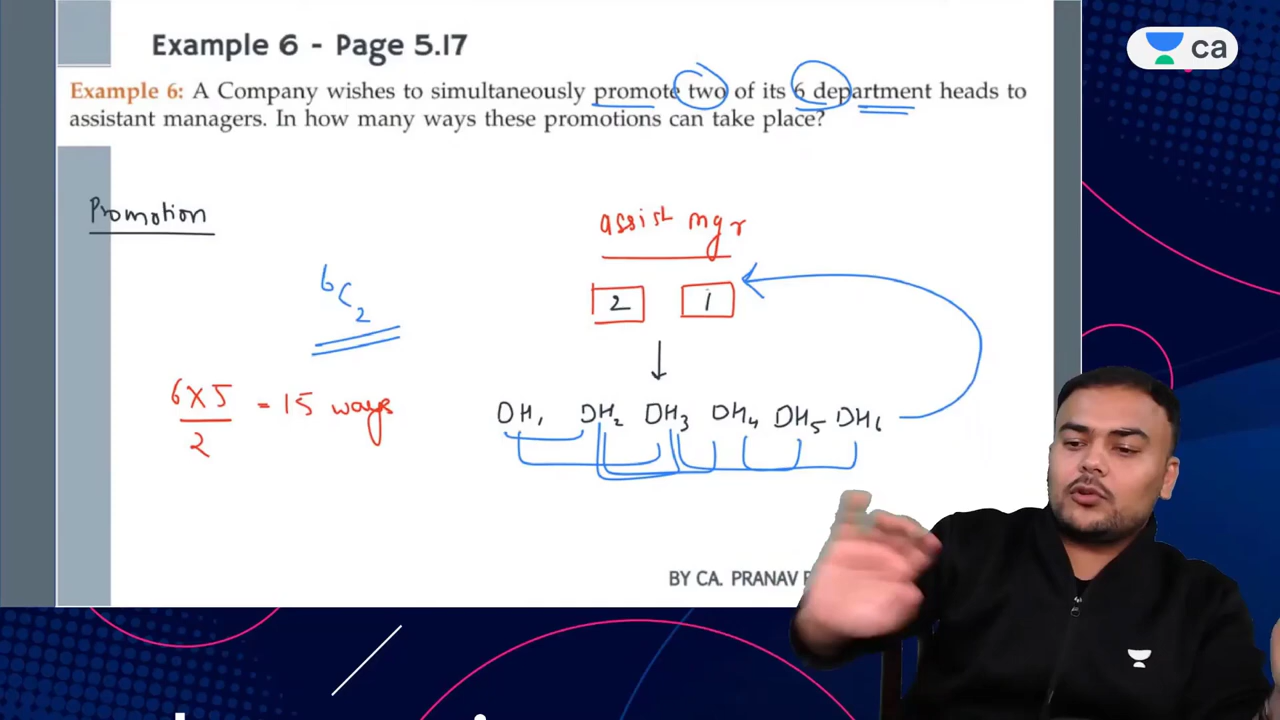 Example 6 - Page 5.17
ca
Example 6: A Company wishes to simultaneously promote two of its 6 department heads to
assistant managers. In how many ways these promotions can take place?
Promotion
assist mgr
6C2
2 1
6 x 5
2
= 15 ways
DH1 DH2 DH3 DH4 DH5 DH6
BY CA. PRANAV